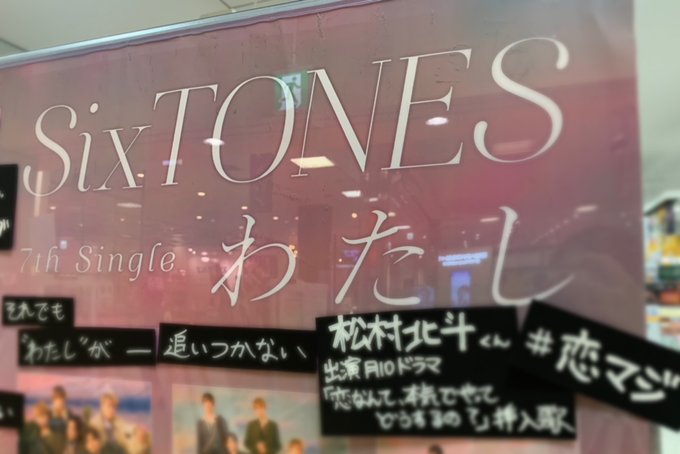 SixTONES
7th Single
わたし
それでも
"わたし"が ー
追いつかない
松村北斗くん
出演月10ドラマ
「恋なんて、本気でやって
どうするの?」挿入歌
#恋マジ